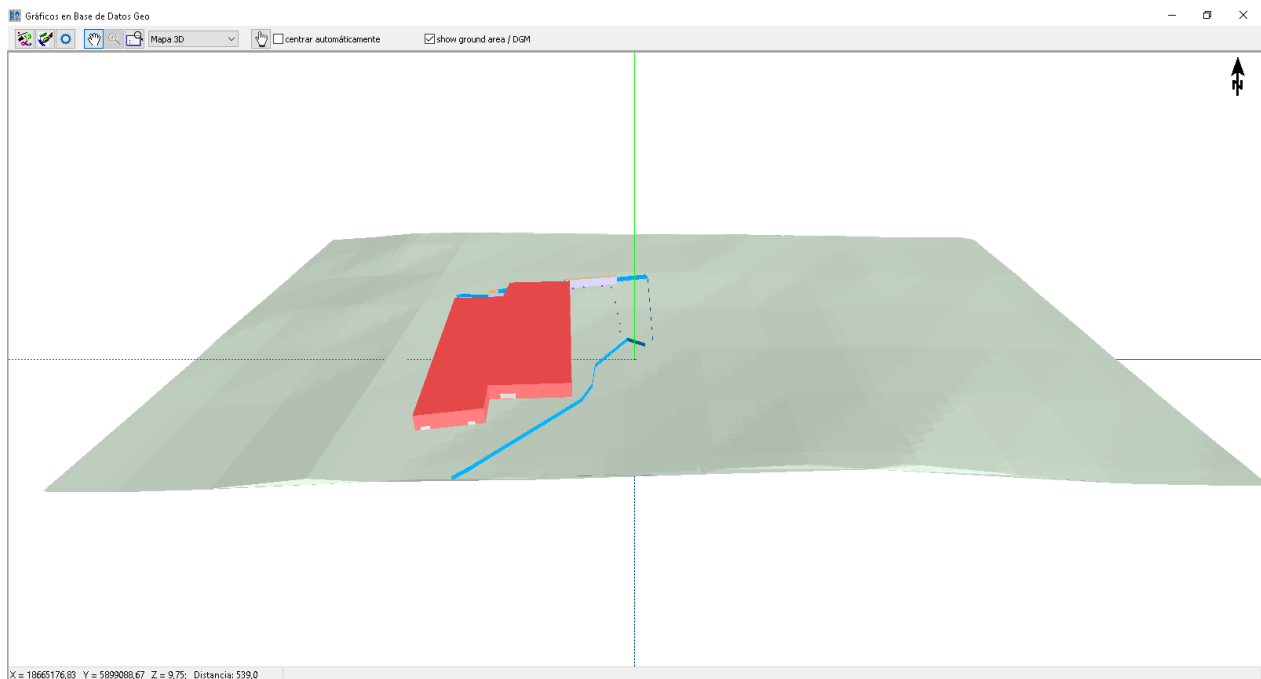 Gráficos en Base de Datos Geo
Mapa 3D centrar automáticamente show ground area / DGM
N
X = 18665176,83 Y = 5899088,67 Z = 9,75; Distancia: 539,0